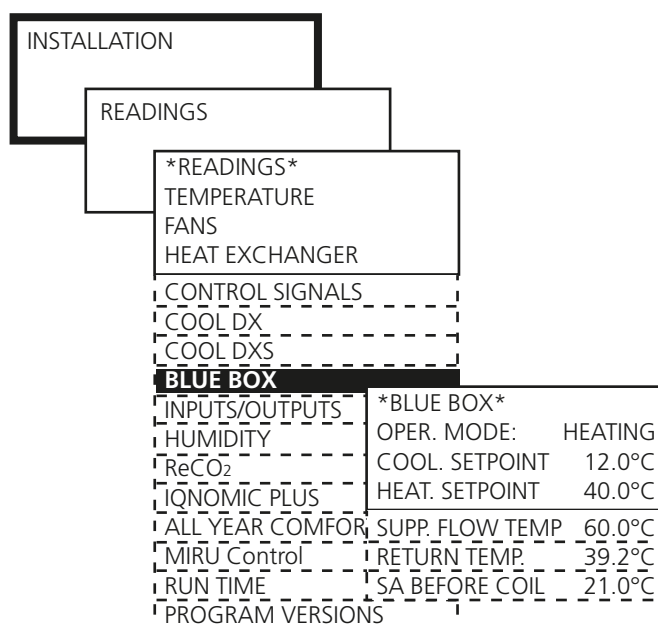 INSTALLATION
READINGS
*READINGS*
TEMPERATURE
FANS
HEAT EXCHANGER
CONTROL SIGNALS
COOL DX
COOL DXS
BLUE BOX
INPUTS/OUTPUTS
HUMIDITY
ReCO2
IQNOMIC PLUS
ALL YEAR COMFOR
MIRU Control
RUN TIME
PROGRAM VERSIONS
*BLUE BOX*
OPER. MODE: HEATING
COOL. SETPOINT 12.0°C
HEAT. SETPOINT 40.0°C
SUPP. FLOW TEMP 60.0°C
RETURN TEMP. 39.2°C
SA BEFORE COIL 21.0°C